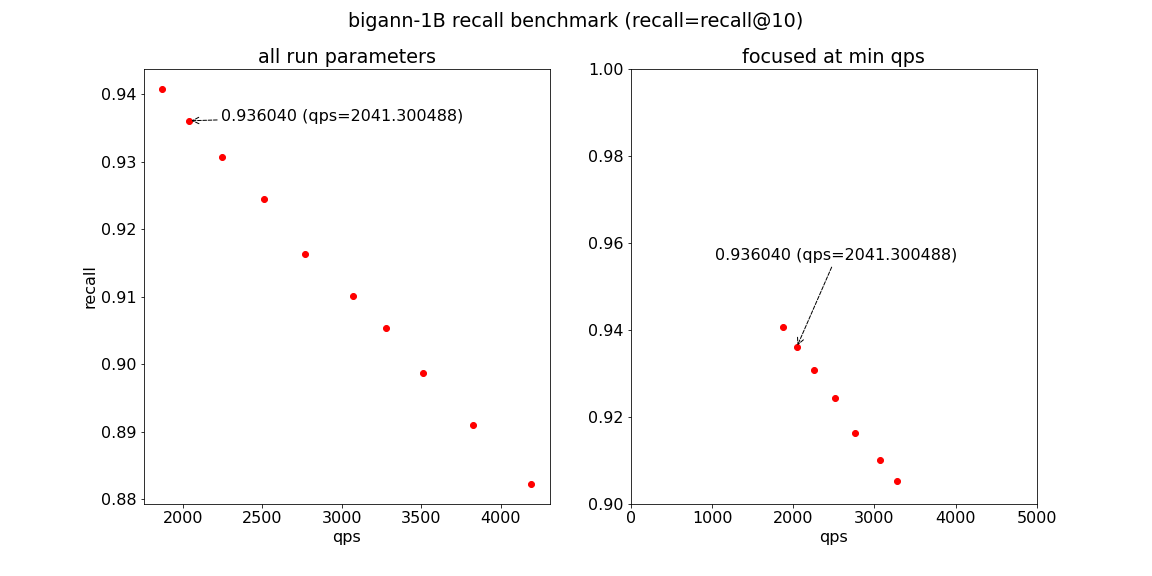 bigann-1B recall benchmark (recall=recall@10)
all run parameters
0.94
0.93
0.92
0.91
0.90
0.89
0.88
recall
0.936040 (qps=2041.300488)
2000 2500 3000 3500 4000
qps
focused at min qps
1.00
0.98
0.96
0.94
0.92
0.90
0.936040 (qps=2041.300488)
0 1000 2000 3000 4000 5000
qps